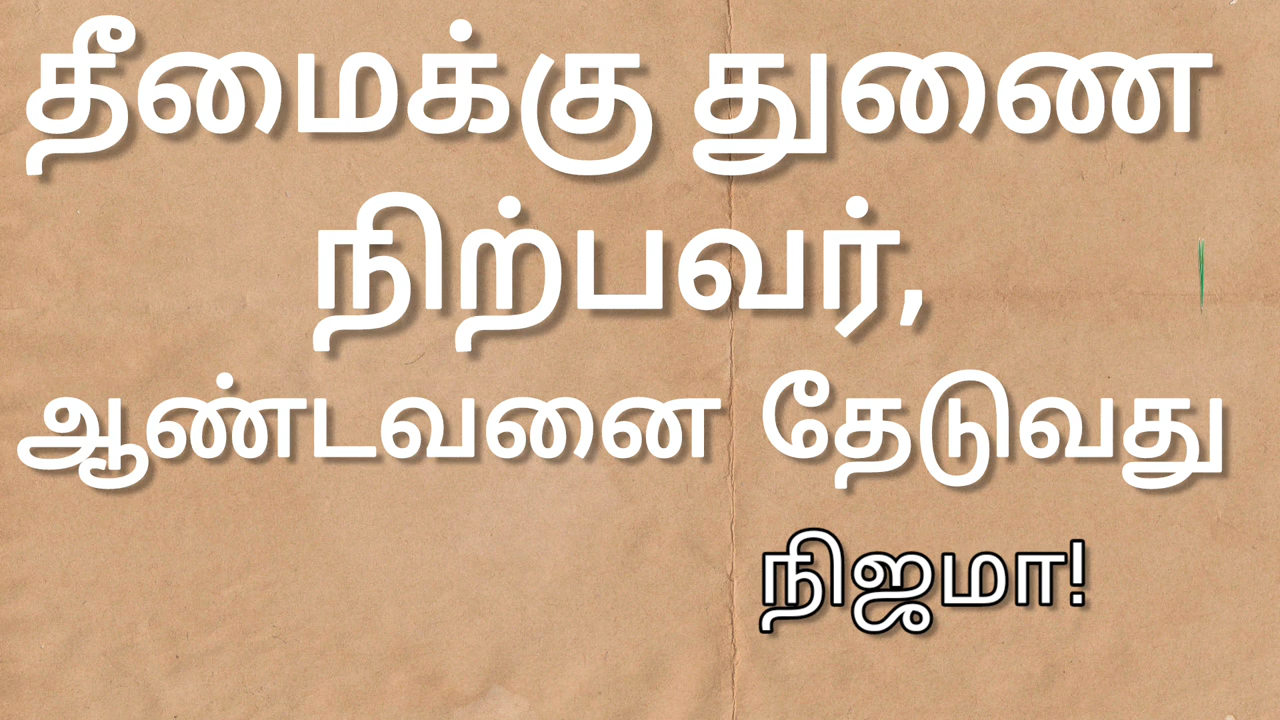 தீமைக்கு துணை
நிற்பவர்,
ஆண்டவனை தேடுவது
நிஜமா!